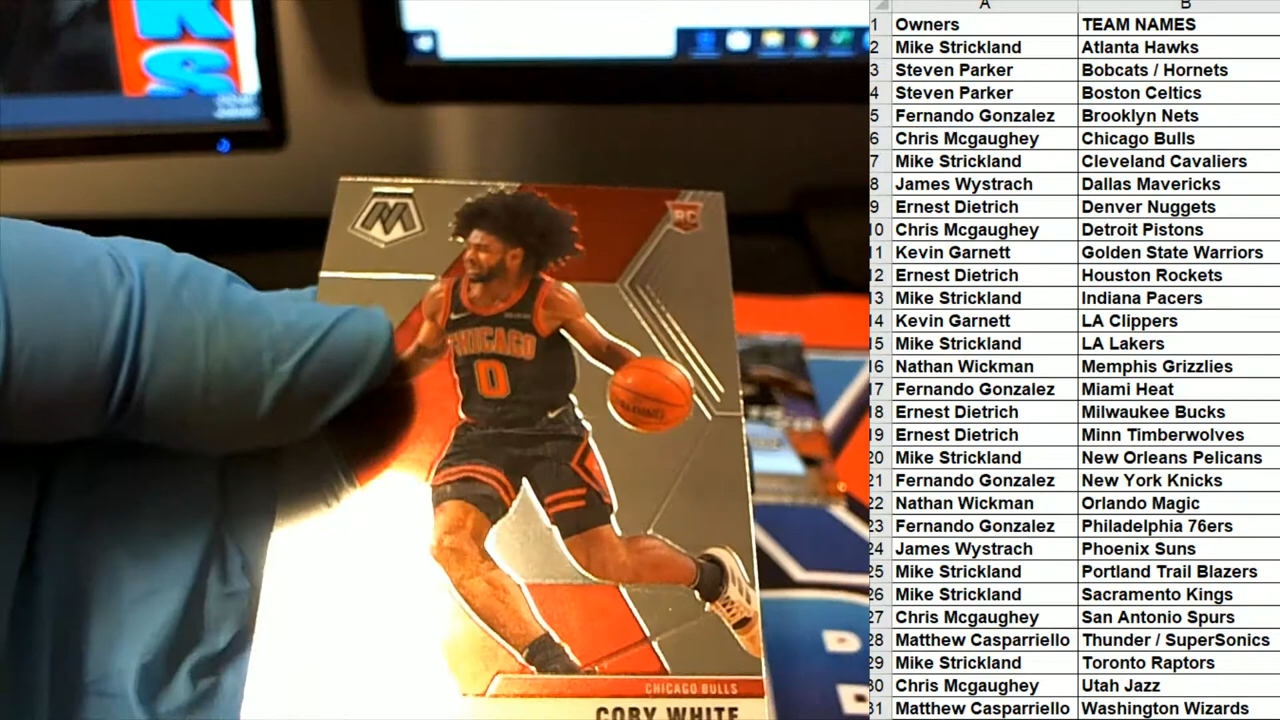 KS
M
RC
CHICAGO
0
SPALDING
CHICAGO BULLS
COBY WHITE
A B
1 Owners TEAM NAMES
2 Mike Strickland Atlanta Hawks
3 Steven Parker Bobcats / Hornets
4 Steven Parker Boston Celtics
5 Fernando Gonzalez Brooklyn Nets
6 Chris Mcgaughey Chicago Bulls
7 Mike Strickland Cleveland Cavaliers
8 James Wystrach Dallas Mavericks
9 Ernest Dietrich Denver Nuggets
10 Chris Mcgaughey Detroit Pistons
11 Kevin Garnett Golden State Warriors
12 Ernest Dietrich Houston Rockets
13 Mike Strickland Indiana Pacers
14 Kevin Garnett LA Clippers
15 Mike Strickland LA Lakers
16 Nathan Wickman Memphis Grizzlies
17 Fernando Gonzalez Miami Heat
18 Ernest Dietrich Milwaukee Bucks
19 Ernest Dietrich Minn Timberwolves
20 Mike Strickland New Orleans Pelicans
21 Fernando Gonzalez New York Knicks
22 Nathan Wickman Orlando Magic
23 Fernando Gonzalez Philadelphia 76ers
24 James Wystrach Phoenix Suns
25 Mike Strickland Portland Trail Blazers
26 Mike Strickland Sacramento Kings
27 Chris Mcgaughey San Antonio Spurs
28 Matthew Casparriello Thunder / SuperSonics
29 Mike Strickland Toronto Raptors
30 Chris Mcgaughey Utah Jazz
31 Matthew Casparriello Washington Wizards